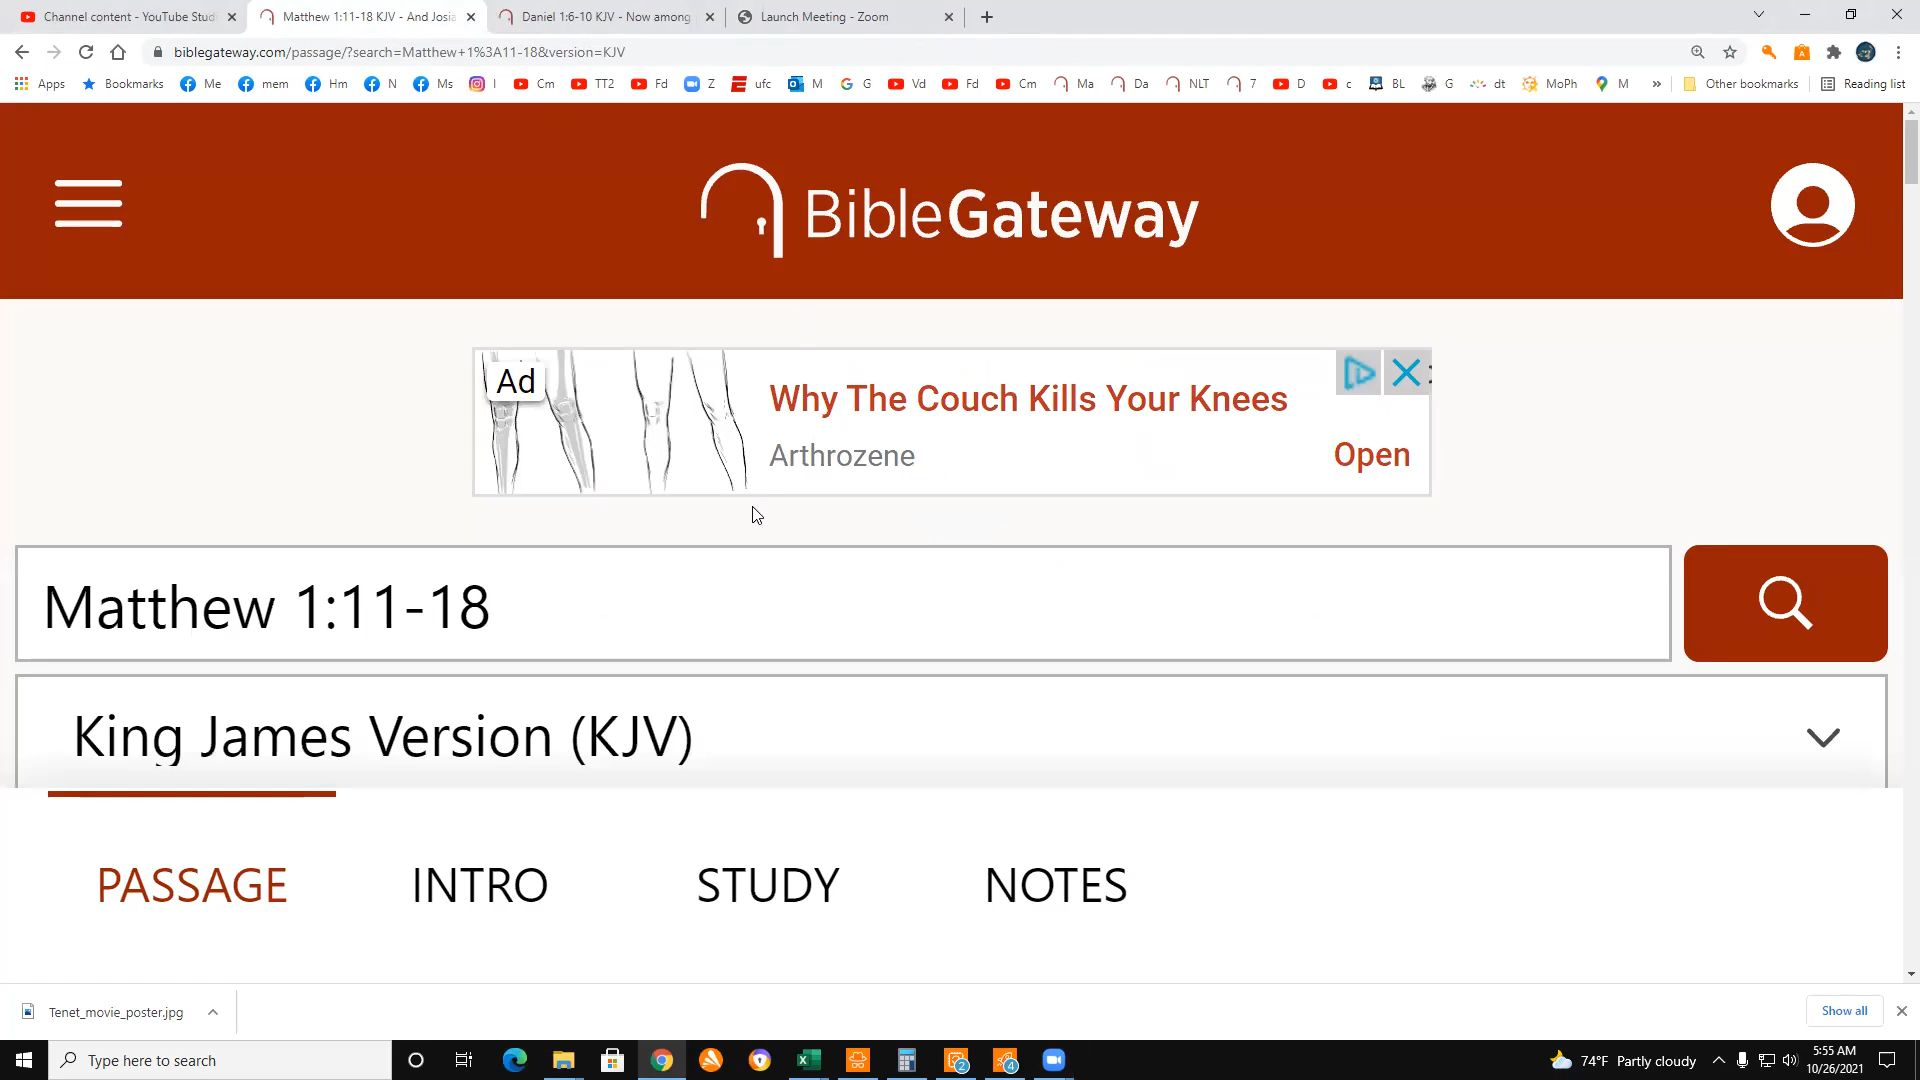 Channel content - YouTube Stud
Matthew 1:11-18 KJV - And Josia
Daniel 1:6-10 KJV - Now among
Launch Meeting - Zoom
biblegateway.com/passage/?search=Matthew+1%3A11-18&version=KJV
Apps Bookmarks Me mem Hm N Ms I Cm TT2 Fd Z ufc M G Vd Fd Cm Ma Da NLT 7 D c BL G dt MoPh M » Other bookmarks Reading list
BibleGateway
Ad
Why The Couch Kills Your Knees
Arthrozene
Open
Matthew 1:11-18
King James Version (KJV)
PASSAGE INTRO STUDY NOTES
Tenet_movie_poster.jpg
Show all
Type here to search
2
4
74°F Partly cloudy
5:55 AM
10/26/2021